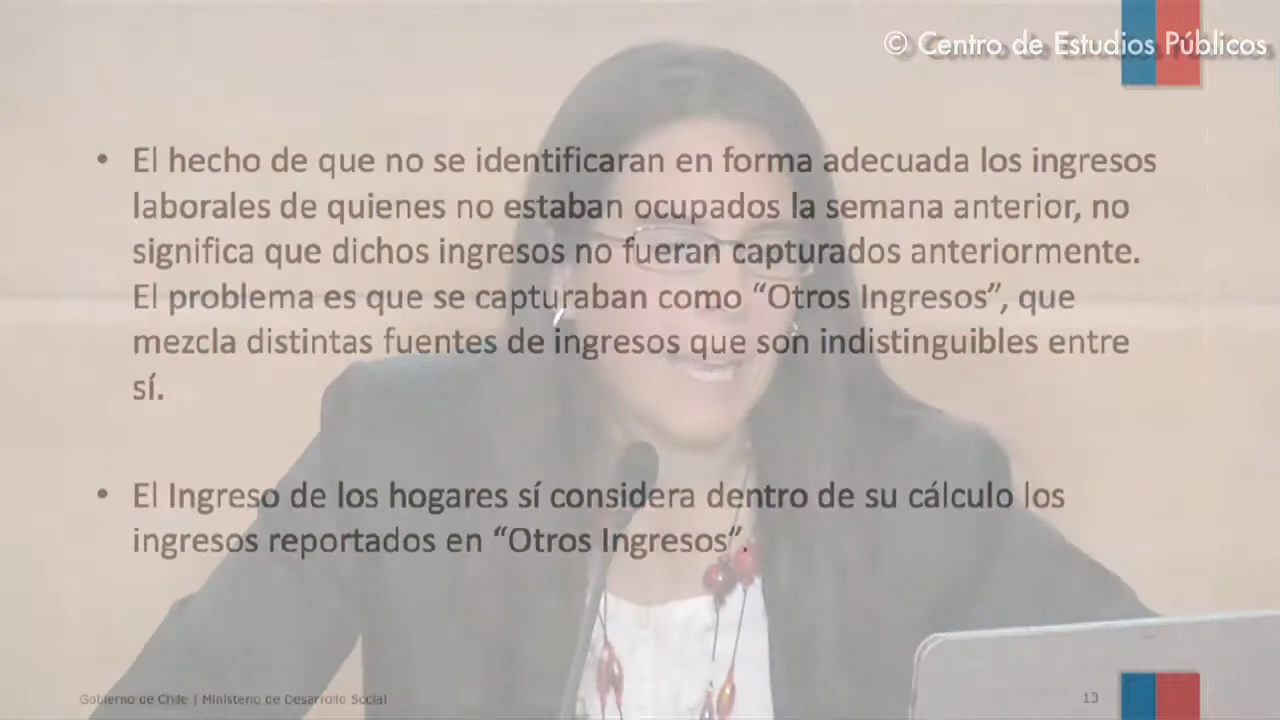 © Centro de Estudios Públicos
• El hecho de que no se identificaran en forma adecuada los ingresos
laborales de quienes no estaban ocupados la semana anterior, no
significa que dichos ingresos no fueran capturados anteriormente.
El problema es que se capturaban como “Otros Ingresos”, que
mezcla distintas fuentes de ingresos que son indistinguibles entre
sí.
• El Ingreso de los hogares sí considera dentro de su cálculo los
ingresos reportados en “Otros Ingresos”.
Gobierno de Chile | Ministerio de Desarrollo Social
13